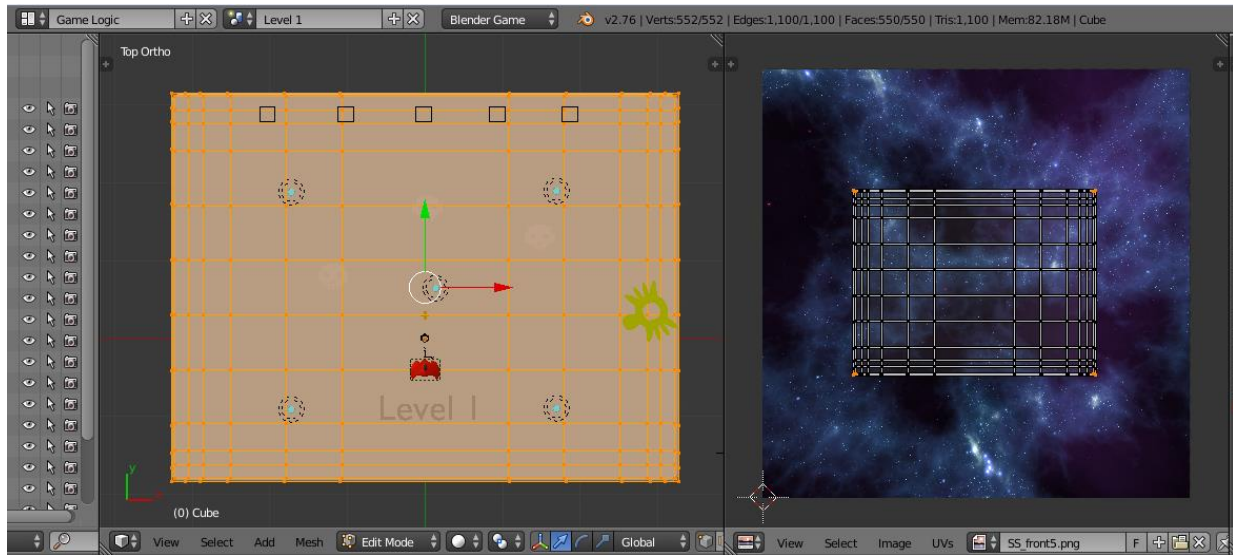 Game Logic Level 1 Blender Game v2.76 | Verts:552/552 | Edges:1,100/1,100 | Faces:550/550 | Tris:1,100 | Mem:82.18M | Cube
Top Ortho
Level 1
y
(0) Cube
View Select Add Mesh Edit Mode Global View Select Image UVs SS_front5.png F